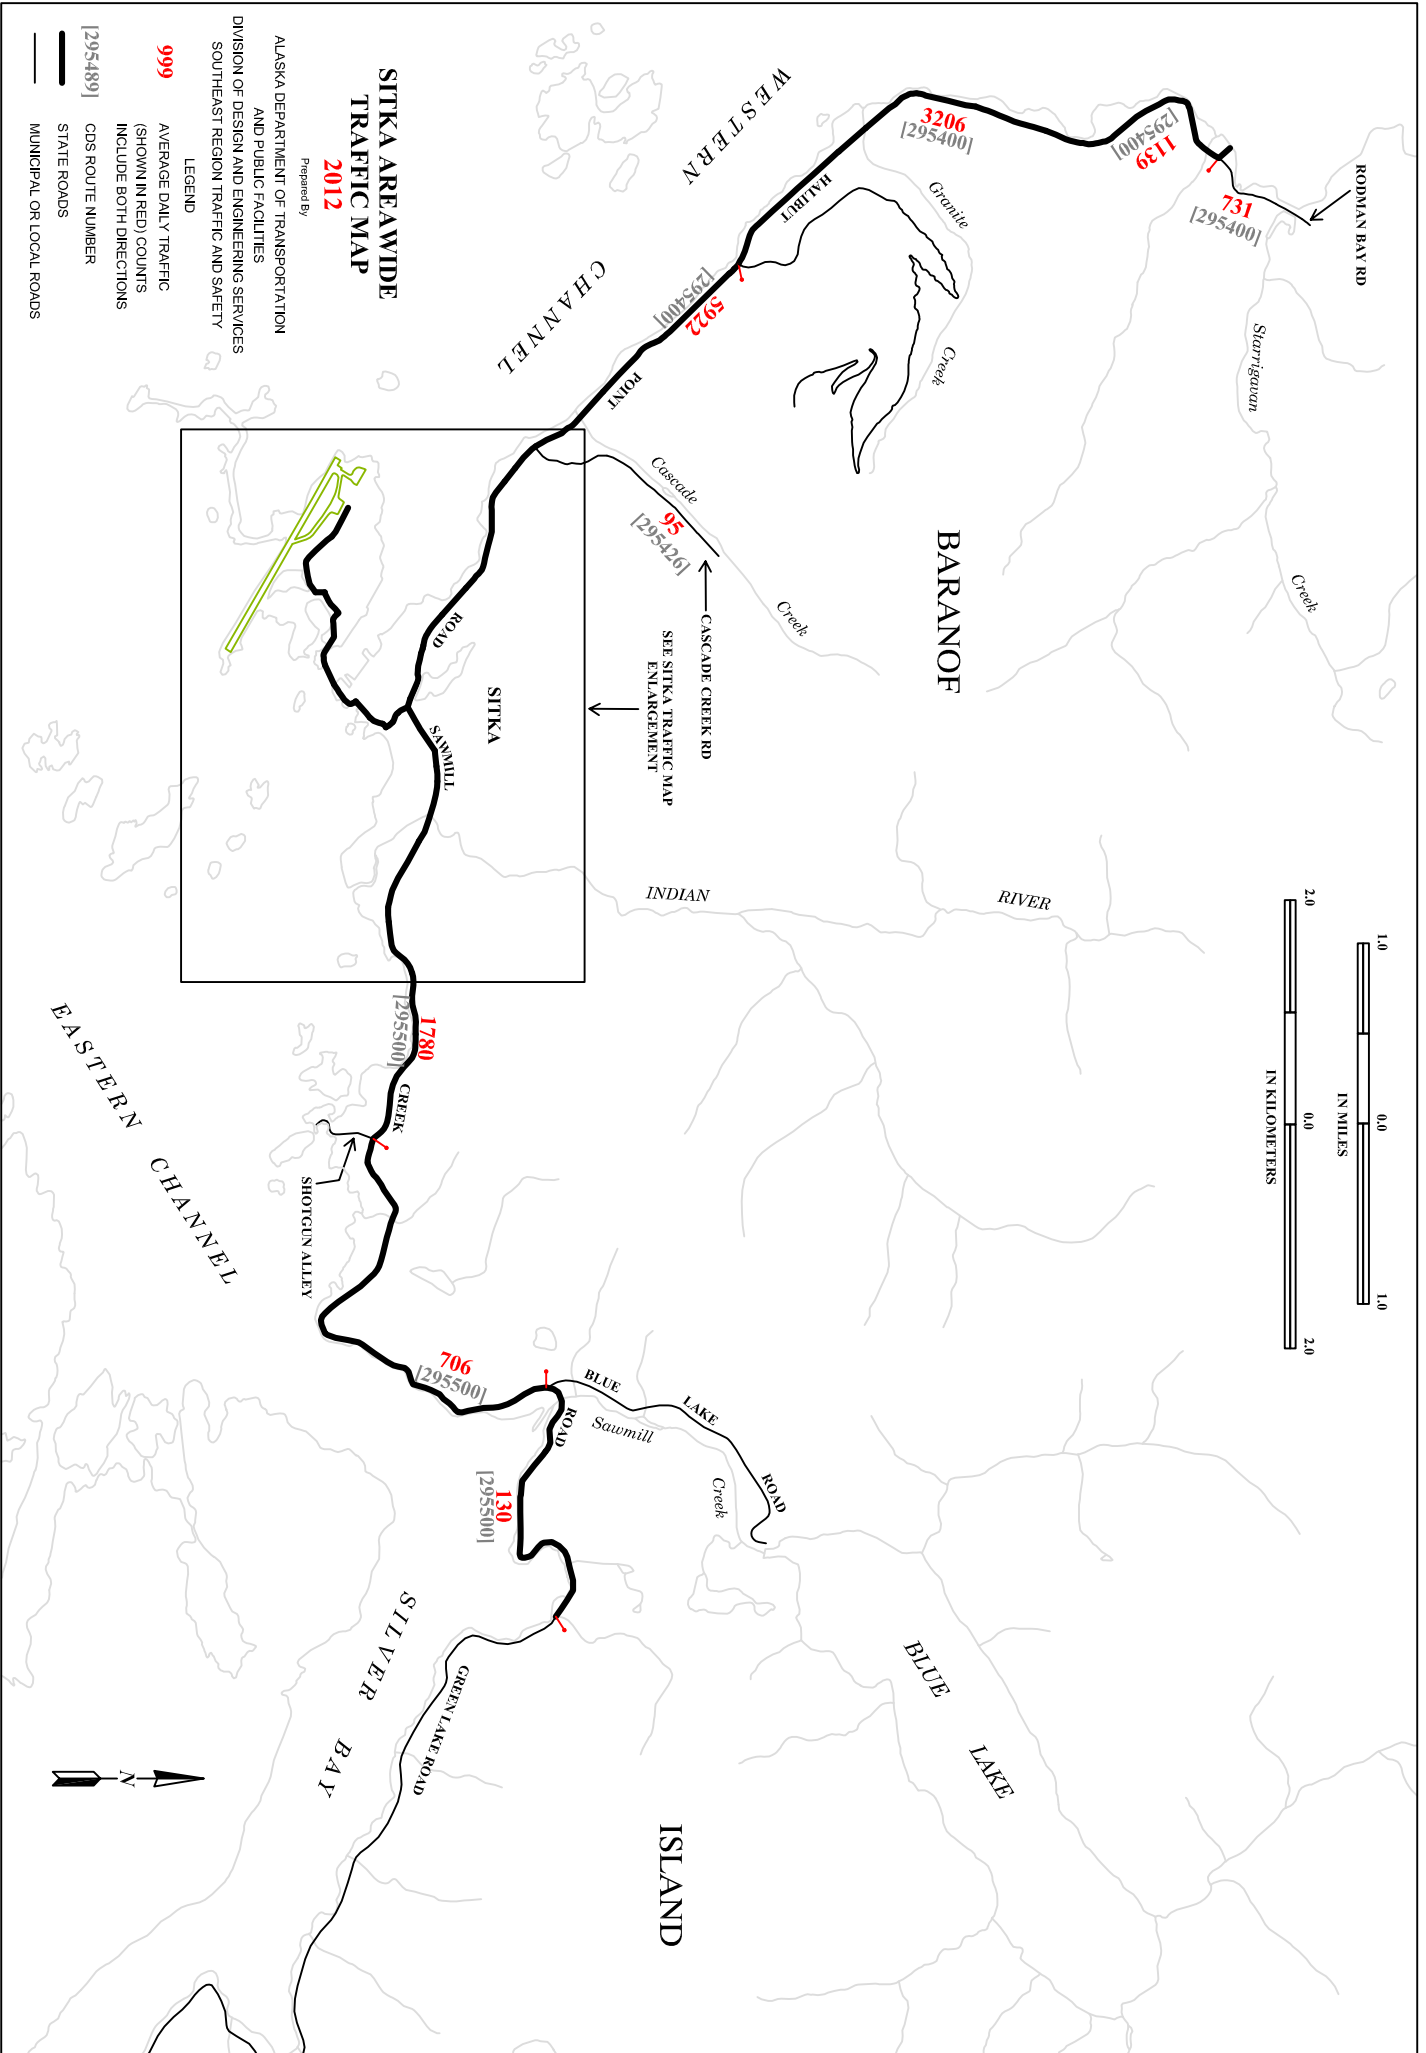 SITKA AREAWIDE
TRAFFIC MAP
2012
Prepared By
ALASKA DEPARTMENT OF TRANSPORTATION
AND PUBLIC FACILITIES
DIVISION OF DESIGN AND ENGINEERING SERVICES
SOUTHEAST REGION TRAFFIC AND SAFETY
LEGEND
999
AVERAGE DAILY TRAFFIC
(SHOWN IN RED) COUNTS
INCLUDE BOTH DIRECTIONS
[295489]
CDS ROUTE NUMBER
STATE ROADS
MUNICIPAL OR LOCAL ROADS
RODMAN BAY RD
731
[295400]
1139
[295400]
3206
[295400]
Starrigavan
Creek
Granite
Creek
WESTERN
CHANNEL
HALIBUT
POINT
ROAD
5922
[295400]
Cascade
Creek
95
[295426]
CASCADE CREEK RD
SEE SITKA TRAFFIC MAP
ENLARGEMENT
BARANOF
ISLAND
SITKA
SAWMILL
CREEK
ROAD
INDIAN
RIVER
1.0
0.0
1.0
IN MILES
2.0
0.0
2.0
IN KILOMETERS
1780
[295500]
SHOTGUN ALLEY
EASTERN
CHANNEL
706
[295500]
BLUE
LAKE
ROAD
Sawmill
Creek
130
[295500]
BLUE
LAKE
SILVER
BAY
GREEN LAKE ROAD
N